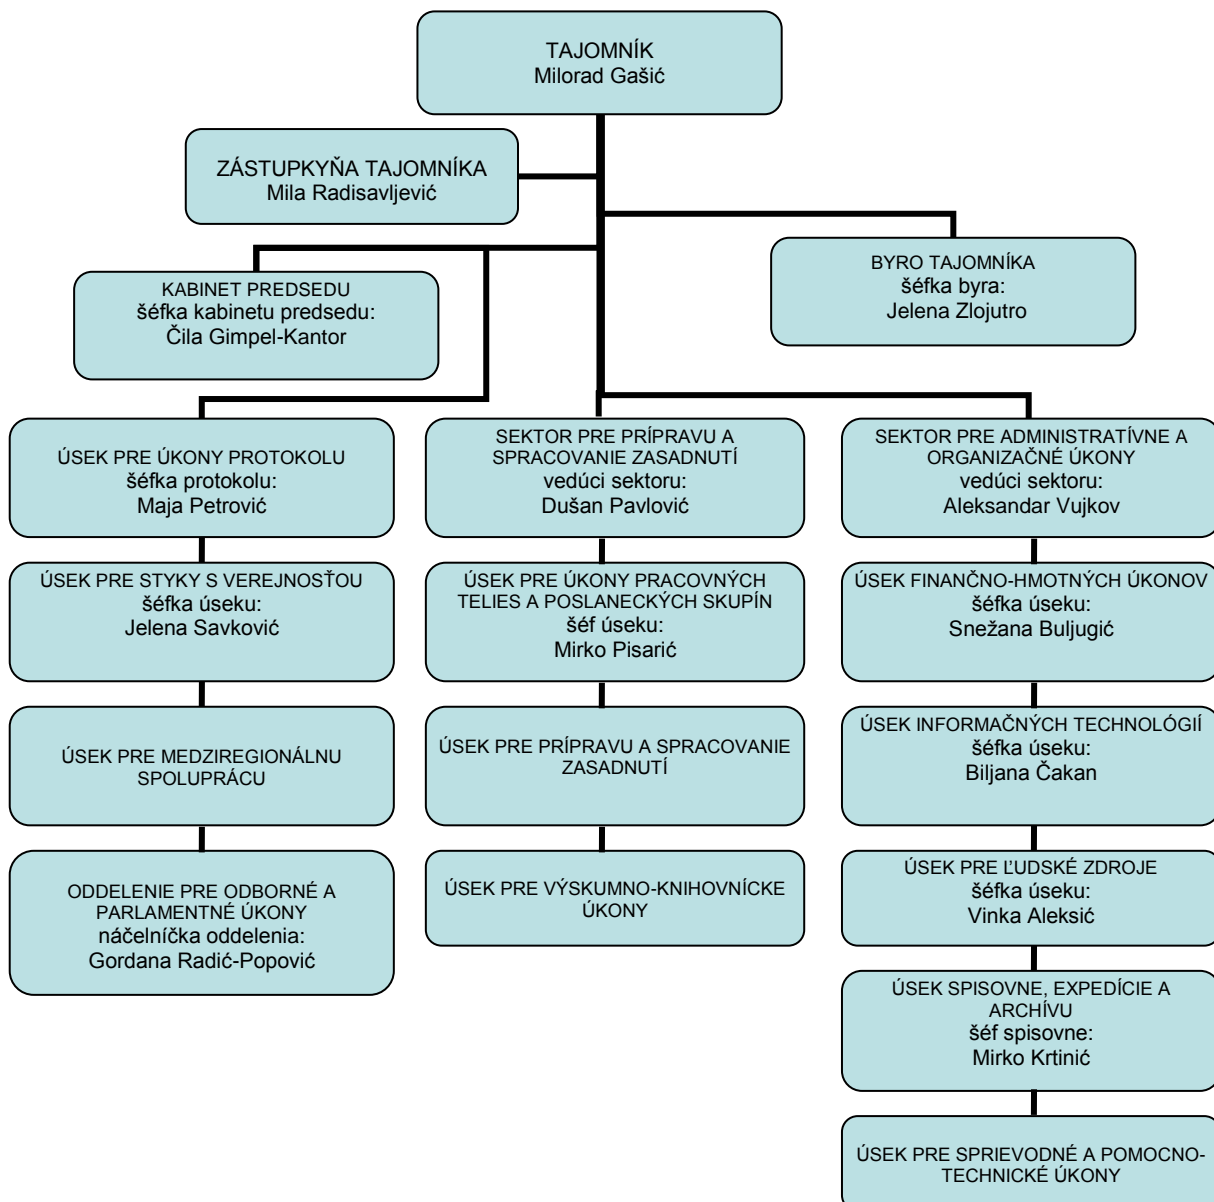 TAJOMNÍK
Milorad Gašić
ZÁSTUPKYŇA TAJOMNÍKA
Mila Radisavljević
KABINET PREDSEDU
šéfka kabinetu predsedu:
Čila Gimpel-Kantor
BYRO TAJOMNÍKA
šéfka byra:
Jelena Zlojutro
ÚSEK PRE ÚKONY PROTOKOLU
šéfka protokolu:
Maja Petrović
SEKTOR PRE PRÍPRAVU A
SPRACOVANIE ZASADNUTÍ
vedúci sektoru:
Dušan Pavlović
SEKTOR PRE ADMINISTRATÍVNE A
ORGANIZAČNÉ ÚKONY
vedúci sektoru:
Aleksandar Vujkov
ÚSEK PRE STYKY S VEREJNOSŤOU
šéfka úseku:
Jelena Savković
ÚSEK PRE ÚKONY PRACOVNÝCH
TELIES A POSLANECKÝCH SKUPÍN
šéf úseku:
Mirko Pisarić
ÚSEK FINANČNO-HMOTNÝCH ÚKONOV
šéfka úseku:
Snežana Buljugić
ÚSEK PRE MEDZIREGIONÁLNU
SPOLUPRÁCU
ÚSEK PRE PRÍPRAVU A SPRACOVANIE
ZASADNUTÍ
ÚSEK INFORMAČNÝCH TECHNOLÓGIÍ
šéfka úseku:
Biljana Čakan
ODDELENIE PRE ODBORNÉ A
PARLAMENTNÉ ÚKONY
náčelníčka oddelenia:
Gordana Radić-Popović
ÚSEK PRE VÝSKUMNO-KNIHOVNÍCKE
ÚKONY
ÚSEK PRE ĽUDSKÉ ZDROJE
šéfka úseku:
Vinka Aleksić
ÚSEK SPISOVNE, EXPEDÍCIE A
ARCHÍVU
šéf spisovne:
Mirko Krtinić
ÚSEK PRE SPRIEVODNÉ A POMOCNO-
TECHNICKÉ ÚKONY